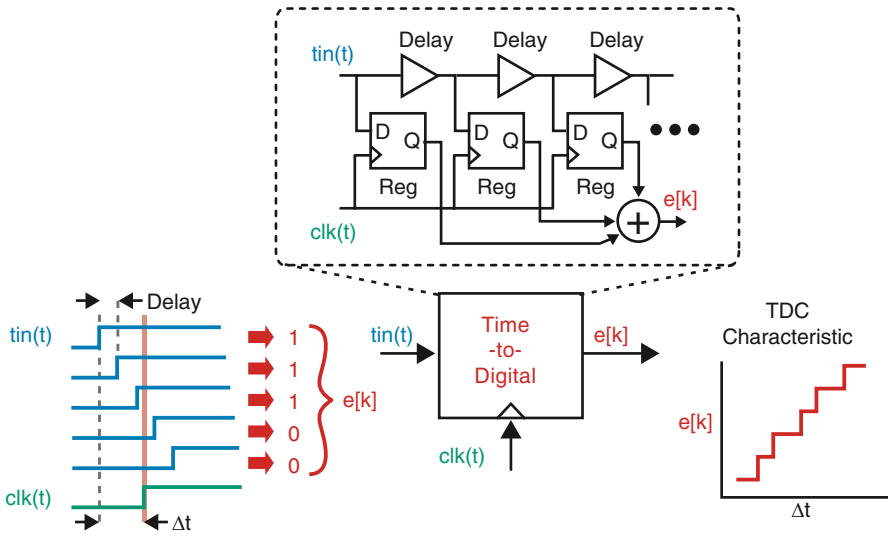 Delay Delay Delay
tin(t)
D Q D Q D Q
Reg Reg Reg
e[k]
clk(t)
+
Delay
tin(t)
1
1
1
0
0
e[k]
clk(t)
Δt
tin(t)
Time
-to-
Digital
e[k]
clk(t)
TDC
Characteristic
e[k]
Δt